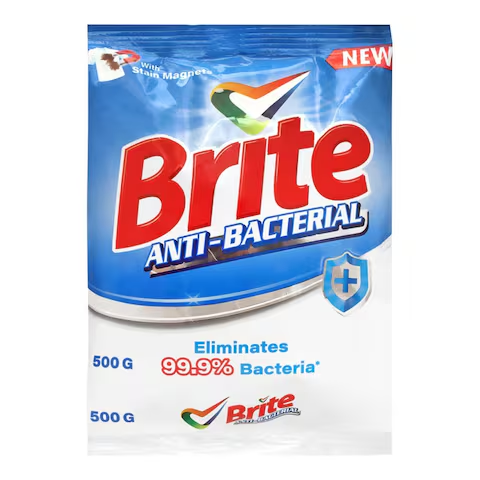 With
Stain Magnets
NEW
Brite
ANTI-BACTERIAL
Eliminates
500 G
99.9% Bacteria*
500 G
Brite
ANTI-BACTERIAL